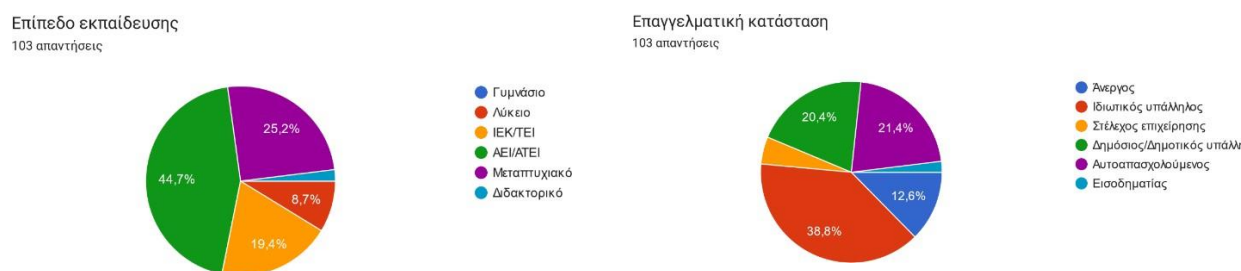 Επίπεδο εκπαίδευσης
103 απαντήσεις
25,2%
44,7%
8,7%
19,4%
Γυμνάσιο
Λύκειο
ΙΕΚ/ΤΕΙ
ΑΕΙ/ΑΤΕΙ
Μεταπτυχιακό
Διδακτορικό
Επαγγελματική κατάσταση
103 απαντήσεις
20,4%
21,4%
12,6%
38,8%
Άνεργος
Ιδιωτικός υπάλληλος
Στέλεχος επιχείρησης
Δημόσιος/Δημοτικός υπάλλ
Αυτοαπασχολούμενος
Εισοδηματίας